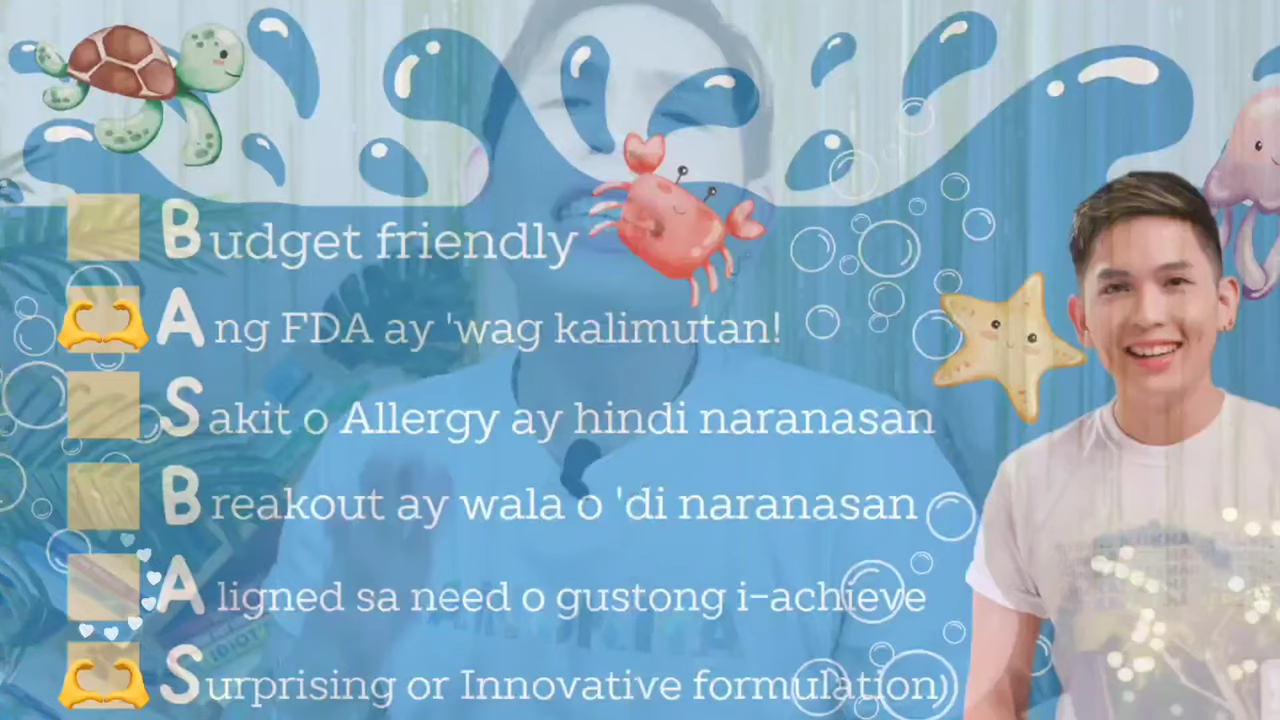 Budget friendly
Ang FDA ay 'wag kalimutan!
Sakit o Allergy ay hindi naranasan
Breakout ay wala o 'di naranasan
Aligned sa need o gustong i-achieve
Surprising or Innovative formulation